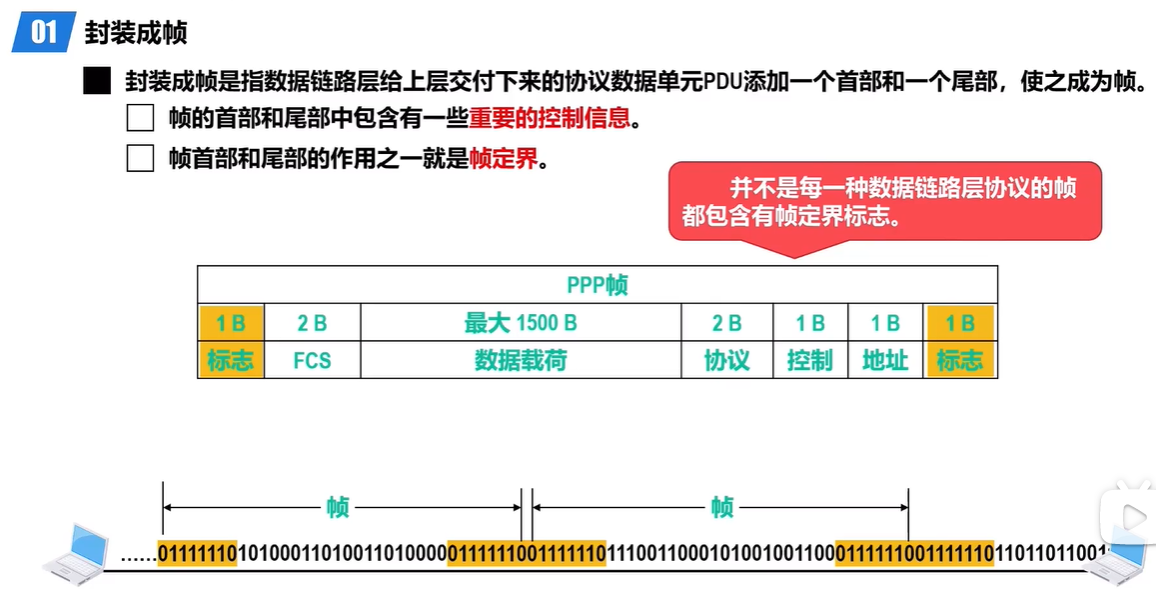 01 封装成帧
封装成帧是指数据链路层给上层交付下来的协议数据单元PDU添加一个首部和一个尾部，使之成为帧。
帧的首部和尾部中包含有一些重要的控制信息。
帧首部和尾部的作用之一就是帧定界。
并不是每一种数据链路层协议的帧
都包含有帧定界标志。
PPP帧
1 B 2 B 最大 1500 B 2 B 1 B 1 B 1 B
标志 FCS 数据载荷 协议 控制 地址 标志
帧 帧
……011111101010001101001101000001111110011111101110011000101001001100011111100111111011011011001